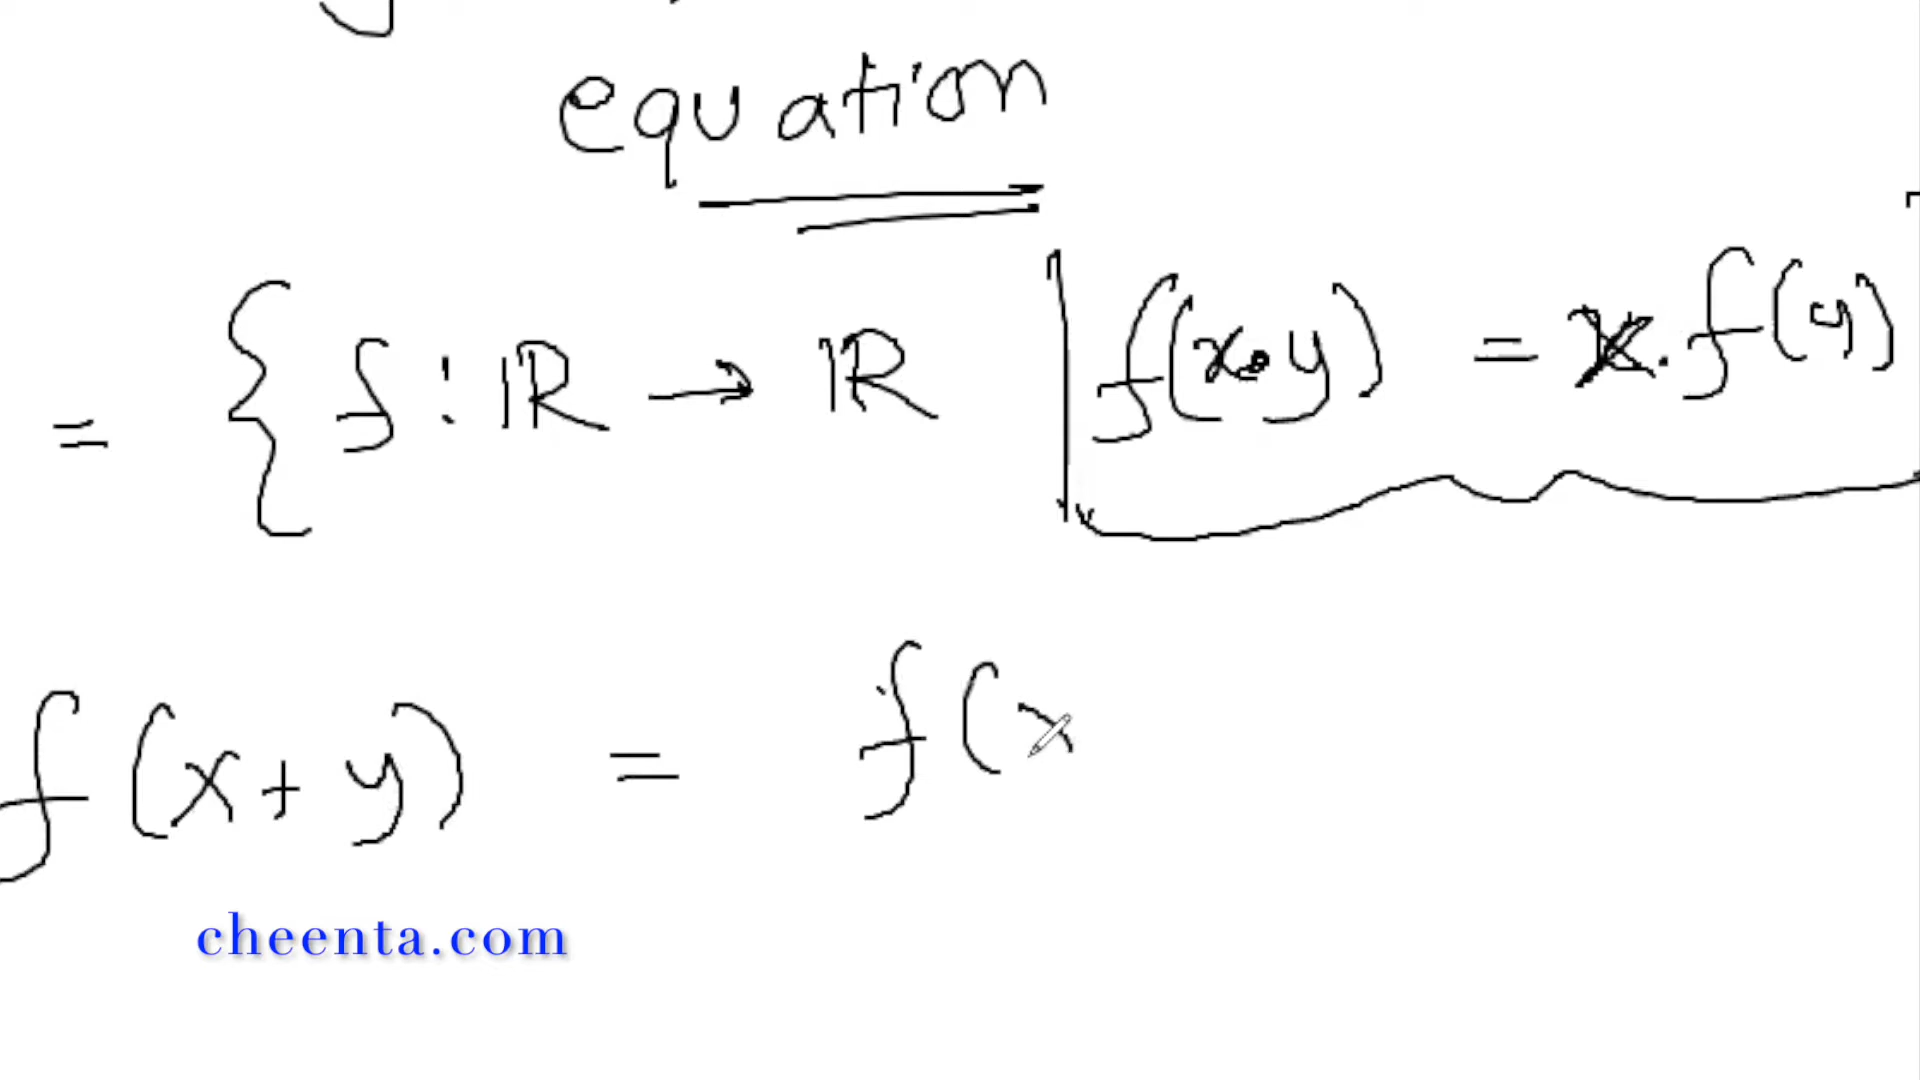 equation
= { f : ℝ → ℝ | f(x.y) = x. f(y)
f(x+y) = f(x
cheenta.com